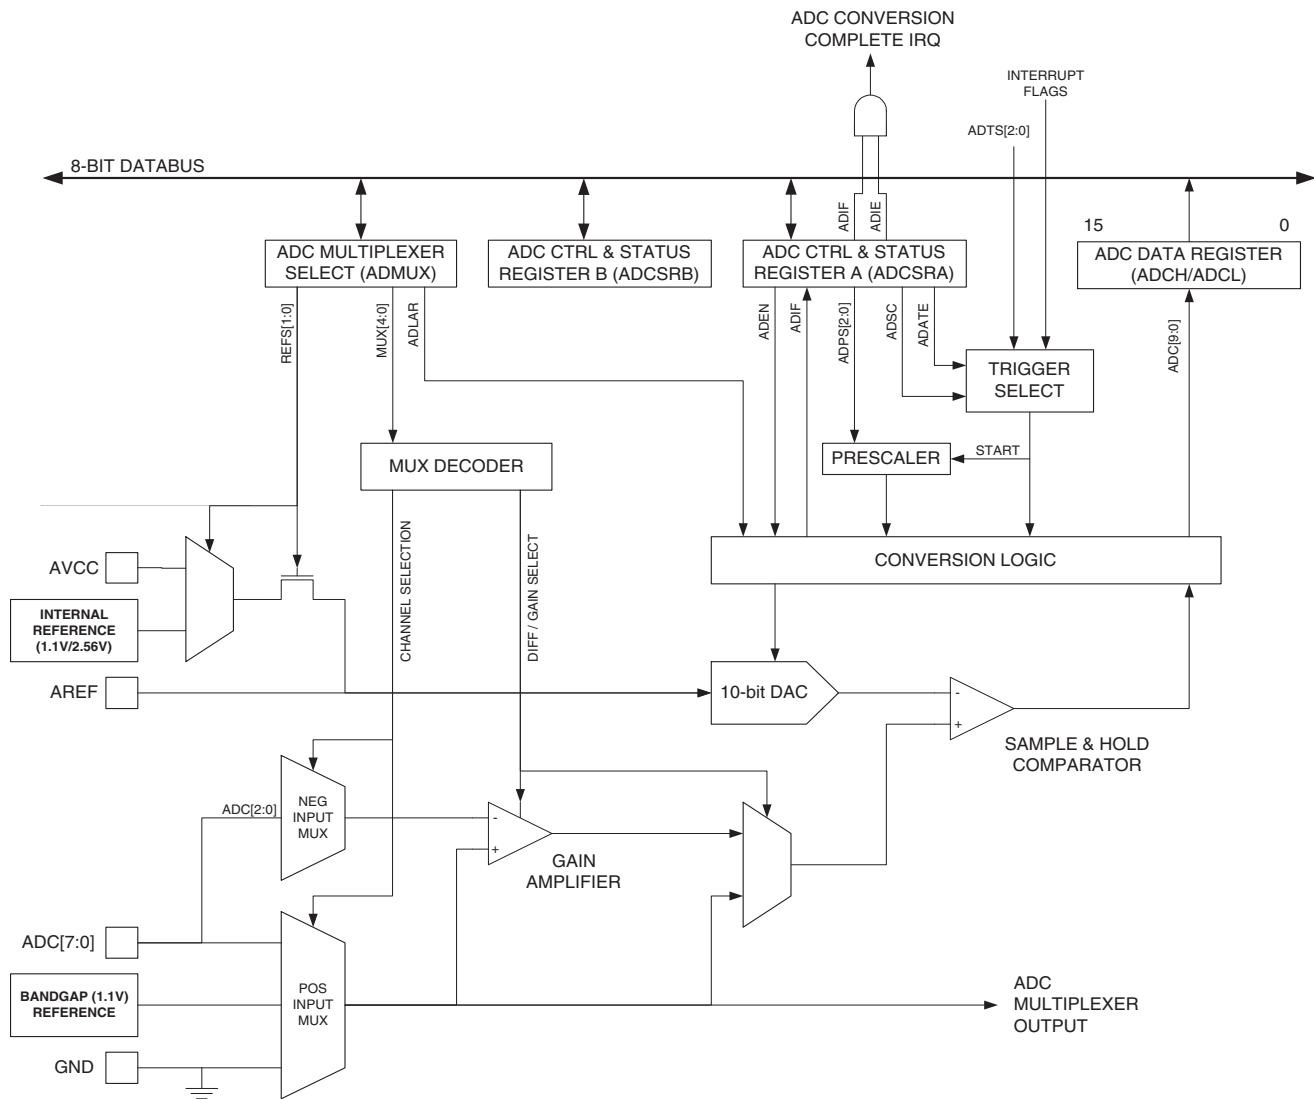 ADC CONVERSION
COMPLETE IRQ
INTERRUPT
FLAGS
ADTS[2:0]
8-BIT DATABUS
ADIF
ADIE
15
0
ADC MULTIPLEXER
SELECT (ADMUX)
ADC CTRL & STATUS
REGISTER B (ADCSRB)
ADC CTRL & STATUS
REGISTER A (ADCSRA)
ADC DATA REGISTER
(ADCH/ADCL)
REFS[1:0]
MUX[4:0]
ADLAR
ADEN
ADIF
ADPS[2:0]
ADSC
ADATE
ADC[9:0]
TRIGGER
SELECT
MUX DECODER
PRESCALER
START
CHANNEL SELECTION
DIFF / GAIN SELECT
CONVERSION LOGIC
AVCC
INTERNAL
REFERENCE
(1.1V/2.56V)
AREF
10-bit DAC
-
+
SAMPLE & HOLD
COMPARATOR
ADC[2:0]
NEG
INPUT
MUX
-
+
GAIN
AMPLIFIER
ADC[7:0]
BANDGAP (1.1V)
REFERENCE
POS
INPUT
MUX
GND
ADC
MULTIPLEXER
OUTPUT